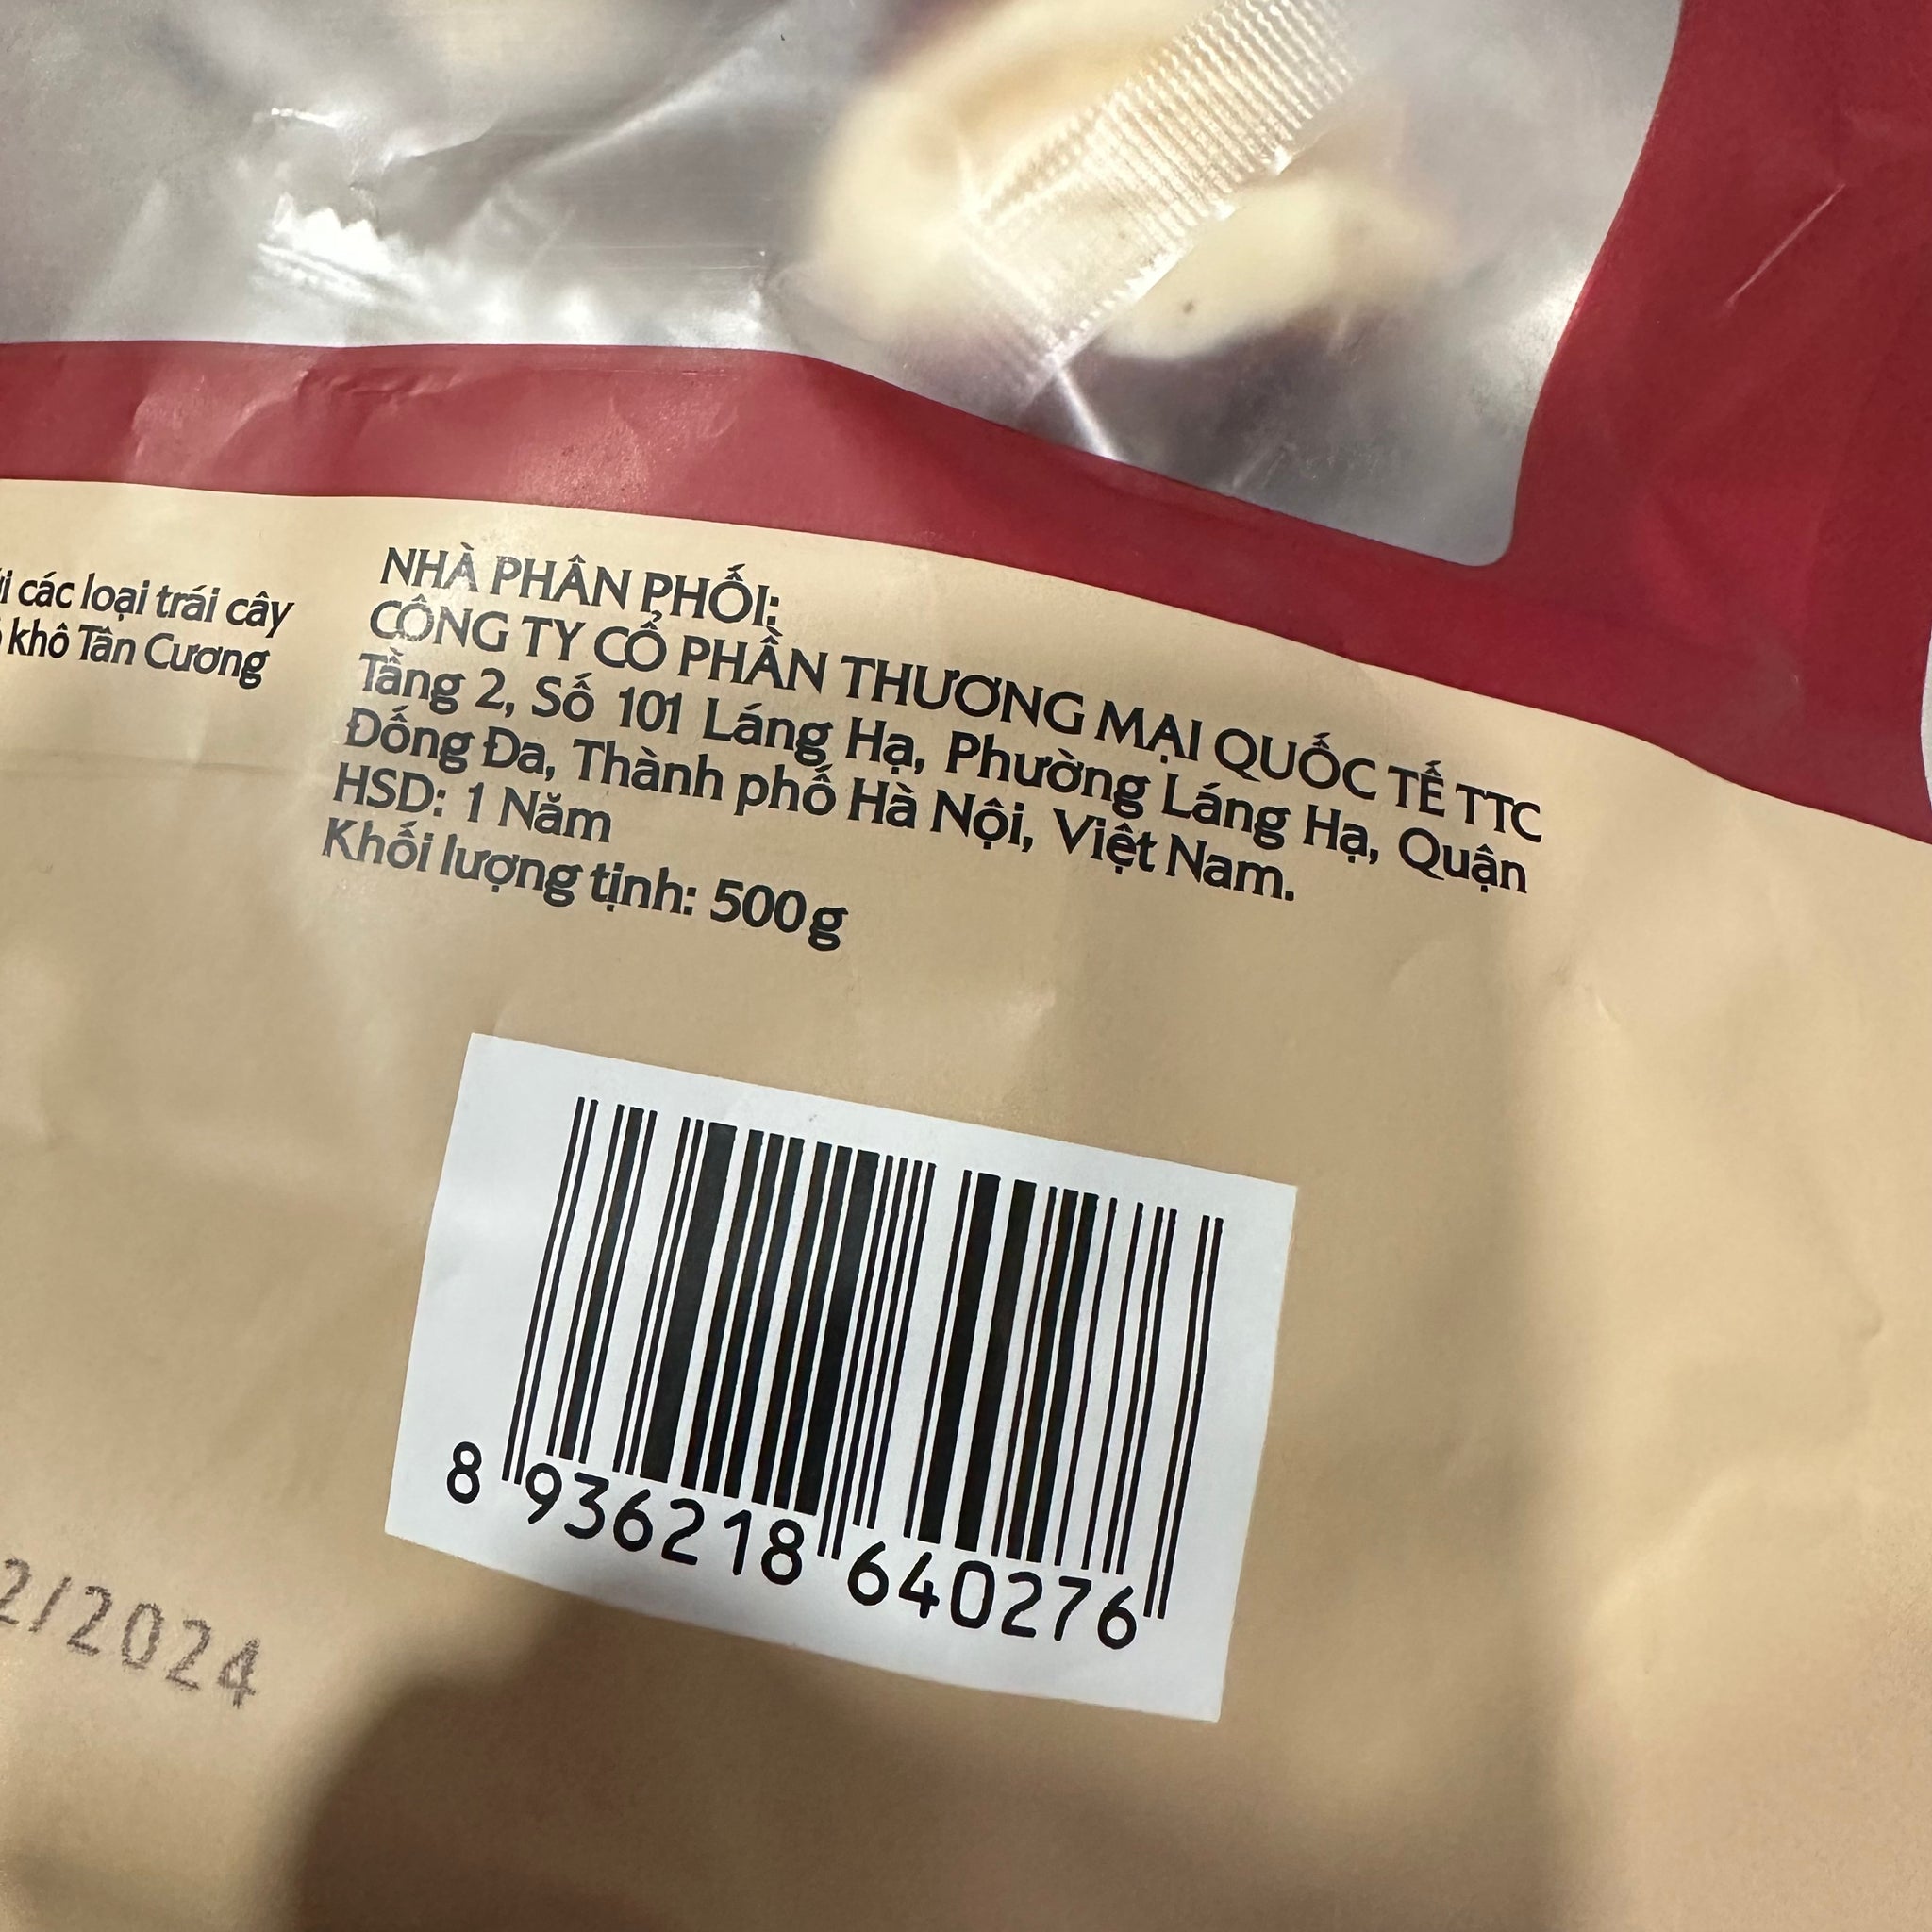 các loại trái cây
khô Tân Cương
NHÀ PHÂN PHỐI:
CÔNG TY CỔ PHẦN THƯƠNG MẠI QUỐC TẾ TTC
Tầng 2, Số 101 Láng Hạ, Phường Láng Hạ, Quận
Đống Đa, Thành phố Hà Nội, Việt Nam.
HSD: 1 Năm
Khối lượng tịnh: 500g
8 936218 640276
2/2024